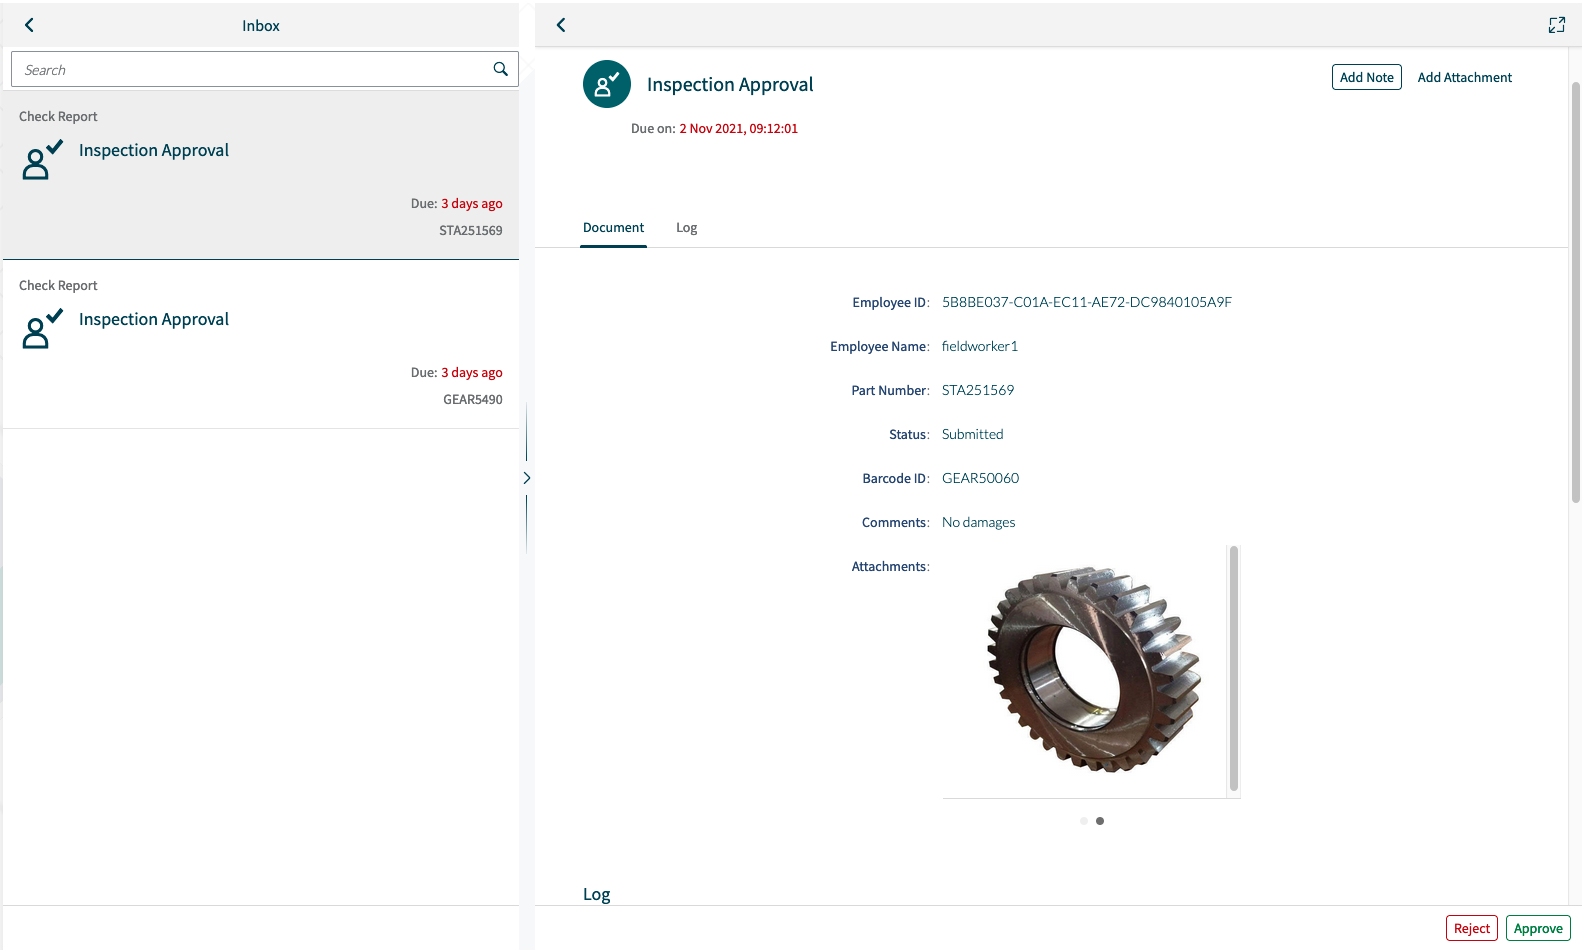 Inbox
Search
Check Report
Inspection Approval
Due: 3 days ago
STA251569
Check Report
Inspection Approval
Due: 3 days ago
GEAR5490
Inspection Approval
Add Note
Add Attachment
Due on: 2 Nov 2021, 09:12:01
Document
Log
Employee ID: 5B8BE037-C01A-EC11-AE72-DC9840105A9F
Employee Name: fieldworker1
Part Number: STA251569
Status: Submitted
Barcode ID: GEAR50060
Comments: No damages
Attachments:
Log
Reject
Approve